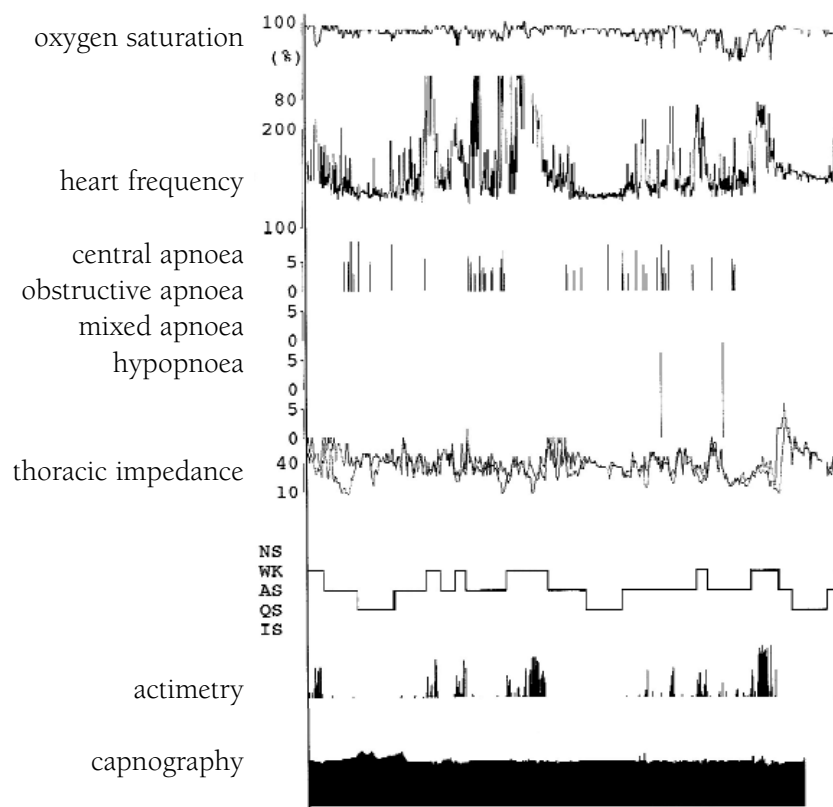 oxygen saturation 100
(%)
80
200
heart frequency
100
central apnoea 5
obstructive apnoea 0
5
mixed apnoea
0
hypopnoea 5
0
5
0
thoracic impedance 40
10
NS
WK
AS
QS
IS
actimetry
capnography